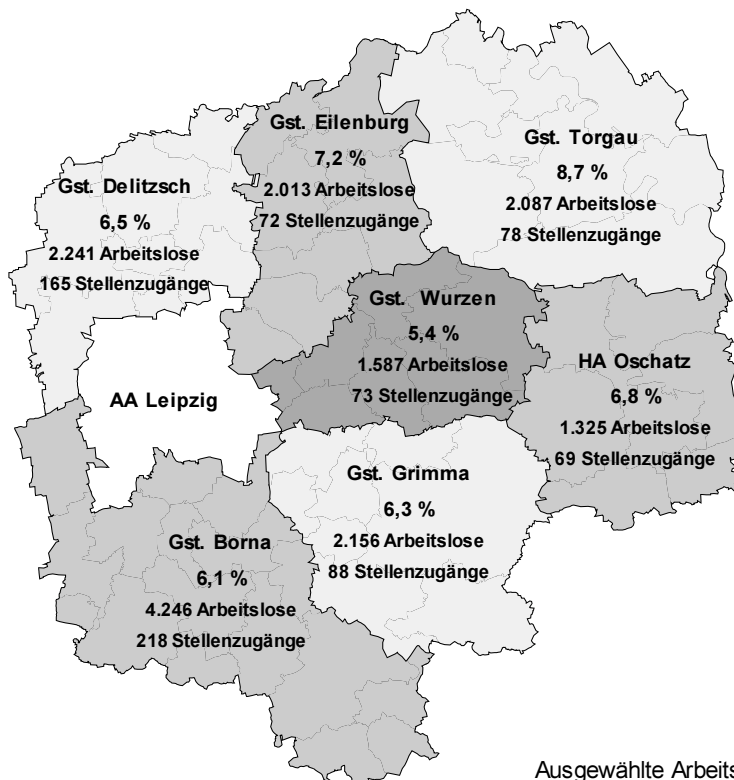 Gst. Eilenburg
7,2 %
2.013 Arbeitslose
72 Stellenzugänge
Gst. Torgau
8,7 %
2.087 Arbeitslose
78 Stellenzugänge
Gst. Delitzsch
6,5 %
2.241 Arbeitslose
165 Stellenzugänge
Gst. Wurzen
5,4 %
1.587 Arbeitslose
73 Stellenzugänge
HA Oschatz
6,8 %
1.325 Arbeitslose
69 Stellenzugänge
AA Leipzig
Gst. Grimma
6,3 %
2.156 Arbeitslose
88 Stellenzugänge
Gst. Borna
6,1 %
4.246 Arbeitslose
218 Stellenzugänge
Ausgewählte Arbeits